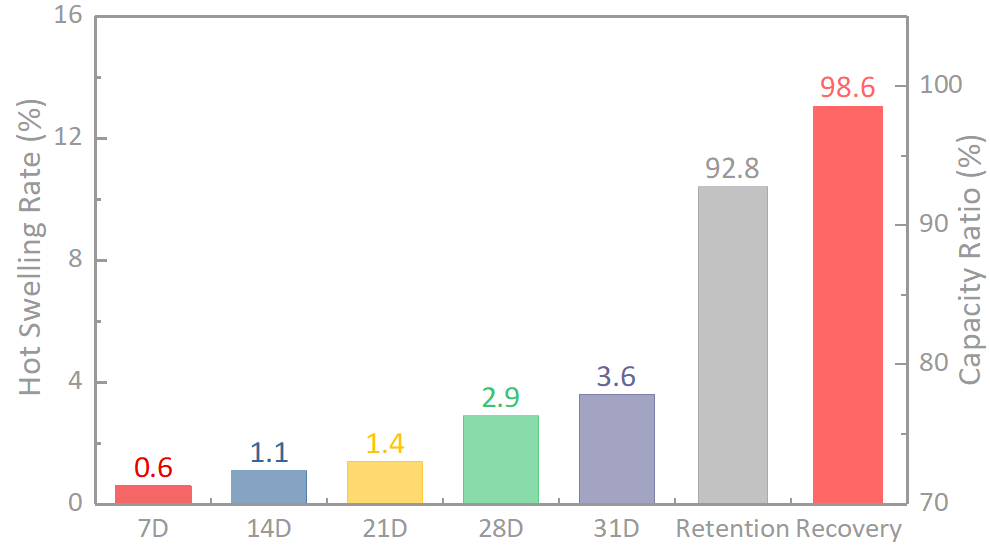 16
12
8
4
0
Hot Swelling Rate (%)
0.6
1.1
1.4
2.9
3.6
92.8
98.6
7D
14D
21D
28D
31D
Retention
Recovery
100
90
80
70
Capacity Ratio (%)